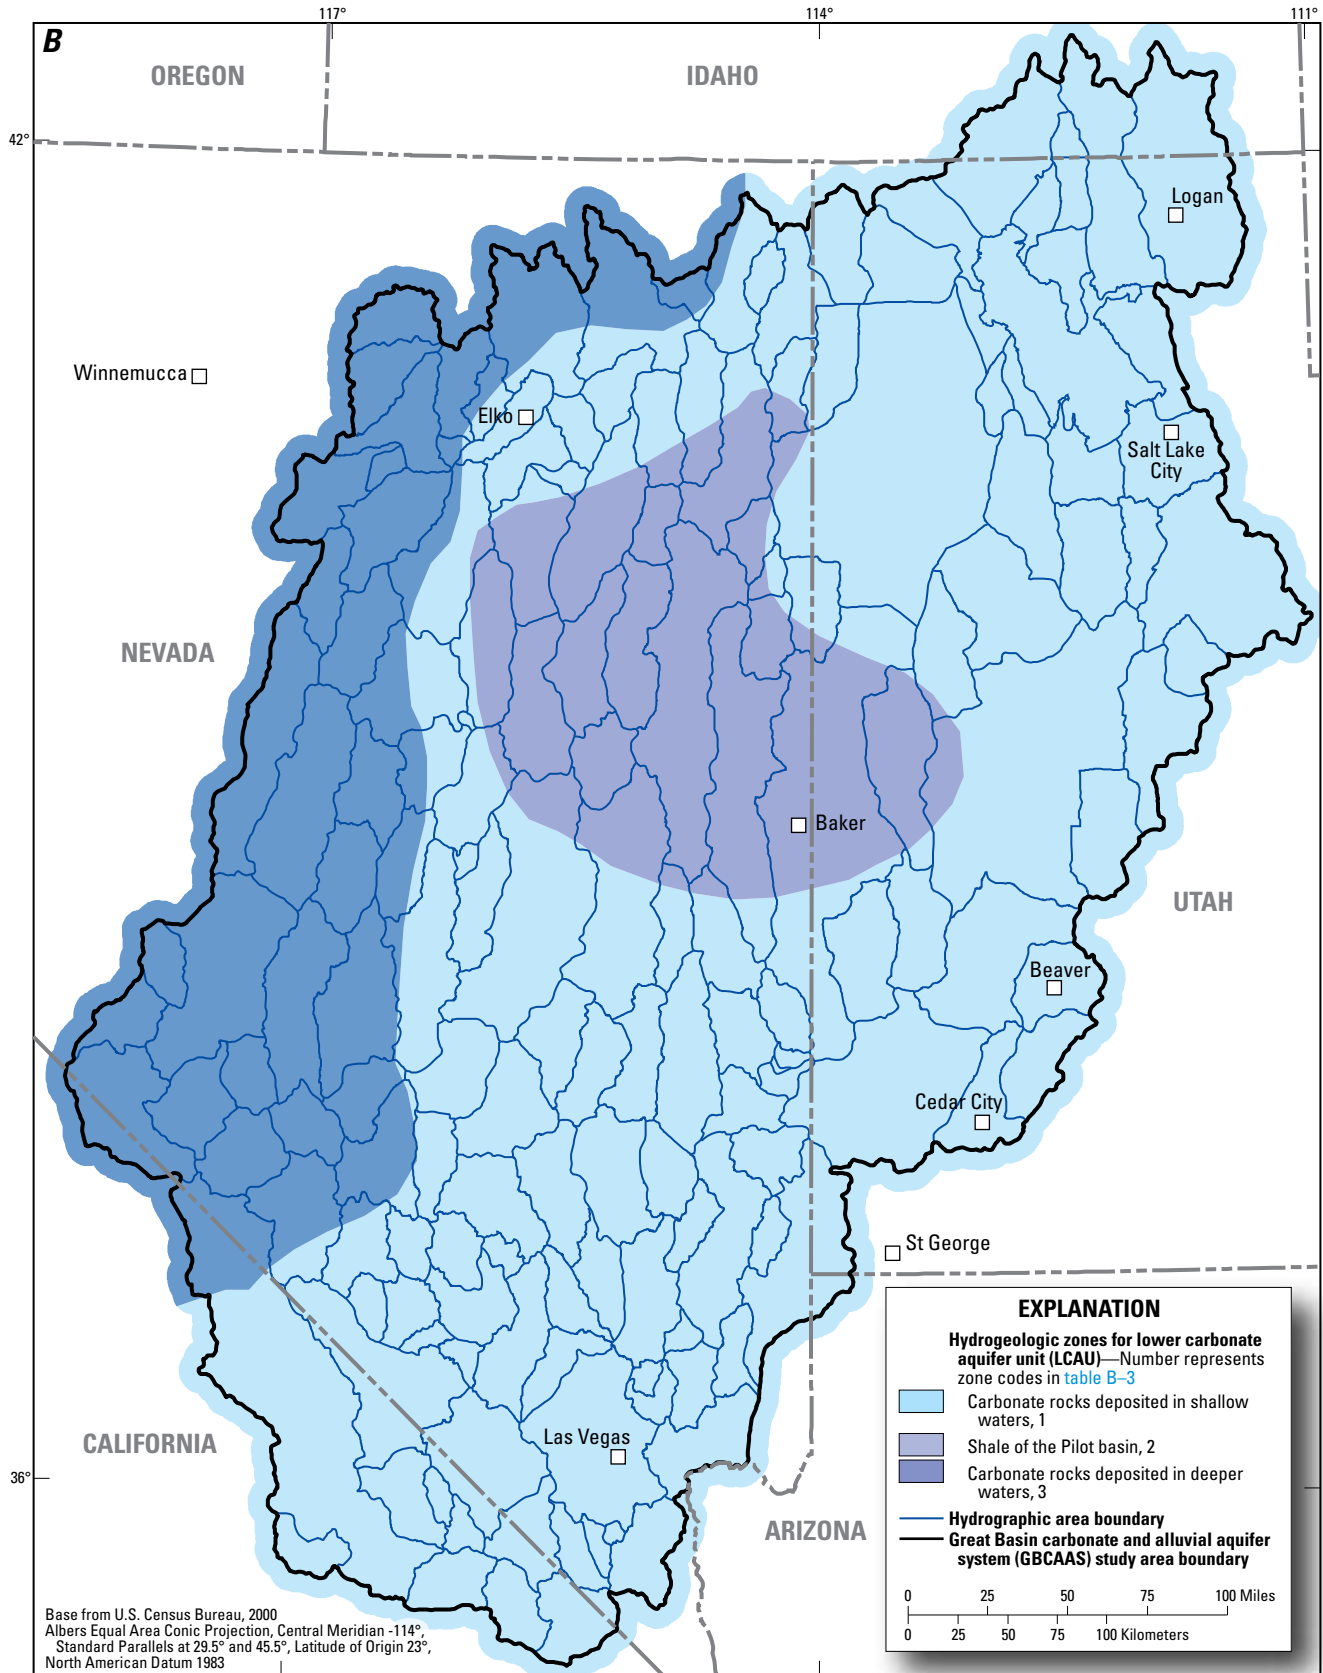 117°
114°
111°
B
OREGON
IDAHO
42°
Logan
Winnemucca
Elko
Salt Lake
City
NEVADA
Baker
UTAH
Beaver
Cedar City
St George
EXPLANATION
Hydrogeologic zones for lower carbonate
aquifer unit (LCAU)—Number represents
zone codes in table B–3
Carbonate rocks deposited in shallow
waters, 1
Shale of the Pilot basin, 2
Carbonate rocks deposited in deeper
waters, 3
Hydrographic area boundary
Great Basin carbonate and alluvial aquifer
system (GBCAAS) study area boundary
0 25 50 75 100 Miles
0 25 50 75 100 Kilometers
CALIFORNIA
Las Vegas
36°
ARIZONA
Base from U.S. Census Bureau, 2000
Albers Equal Area Conic Projection, Central Meridian -114°,
Standard Parallels at 29.5° and 45.5°, Latitude of Origin 23°,
North American Datum 1983